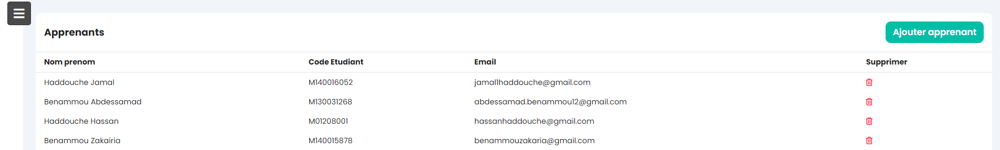 Apprenants
Ajouter apprenant
Nom prenom Code Etudiant Email Supprimer
Haddouche Jamal M140016052 jamal1haddouche@gmail.com
Benammou Abdessamad M130031268 abdessamad.benammou12@gmail.com
Haddouche Hassan M01208001 hassanhaddouche@gmail.com
Benammou Zakairia M140015878 benammouzakaria@gmail.com